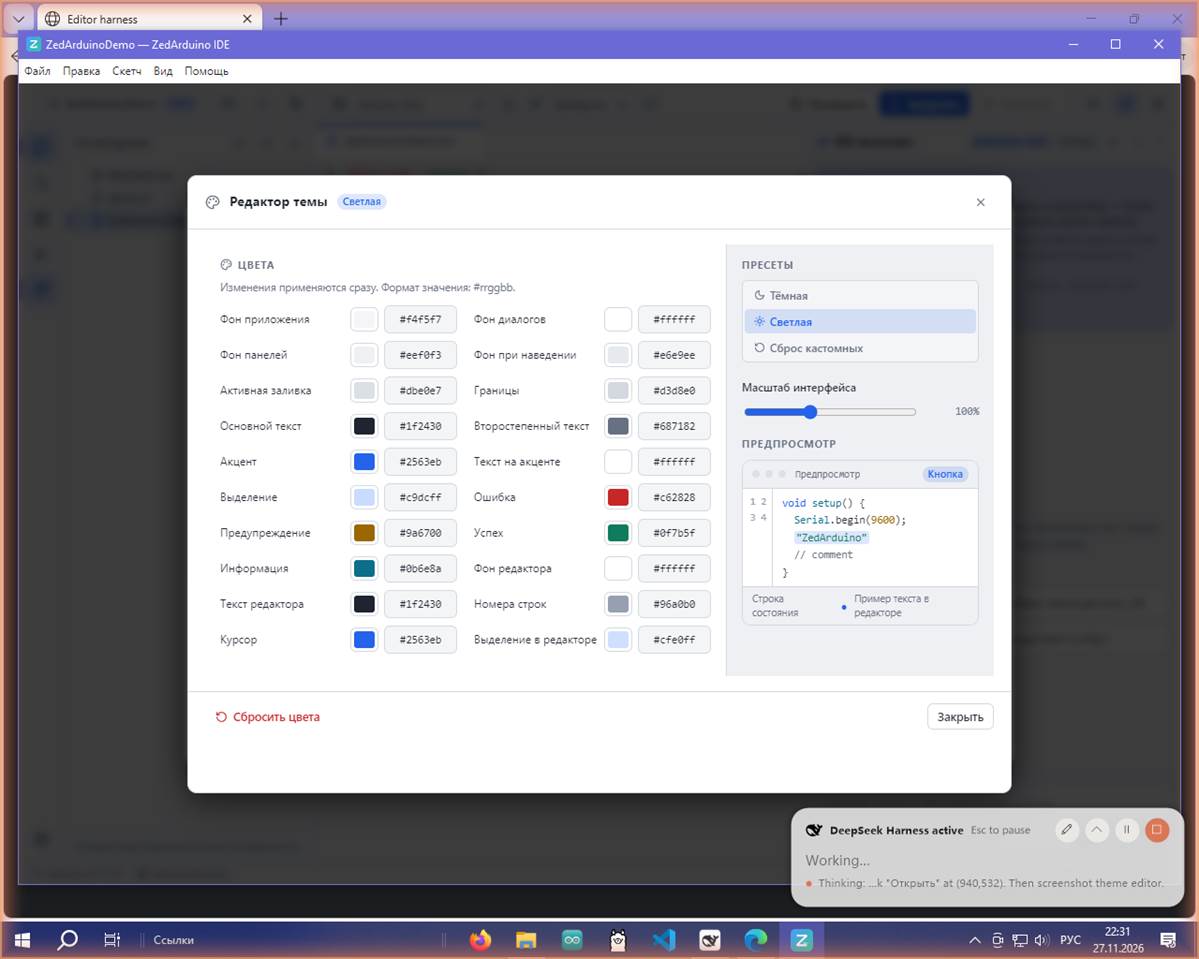 Editor harness
ZedArduinoDemo — ZedArduino IDE
Файл Правка Скетч Вид Помощь
Редактор темы Светлая
ЦВЕТА
Изменения применяются сразу. Формат значения: #rrggbb.
Фон приложения #f4f5f7 Фон диалогов #ffffff
Фон панелей #eef0f3 Фон при наведении #e6e9ee
Активная заливка #dbe0e7 Границы #d3d8e0
Основной текст #1f2430 Второстепенный текст #687182
Акцент #2563eb Текст на акценте #ffffff
Выделение #c9dcff Ошибка #c62828
Предупреждение #9a6700 Успех #0f7b5f
Информация #0b6e8a Фон редактора #ffffff
Текст редактора #1f2430 Номера строк #96a0b0
Курсор #2563eb Выделение в редакторе #cfe0ff
ПРЕСЕТЫ
Тёмная
Светлая
Сброс кастомных
Масштаб интерфейса
100%
ПРЕДПРОСМОТР
Предпросмотр Кнопка
1 2 void setup() {
3 4 Serial.begin(9600);
"ZedArduino"
// comment
}
Строка состояния
Пример текста в редакторе
Сбросить цвета
Закрыть
DeepSeek Harness active Esc to pause
Working...
Thinking: ...k "Открыть" at (940,532). Then screenshot theme editor.
Ссылки
РУС
22:31
27.11.2026